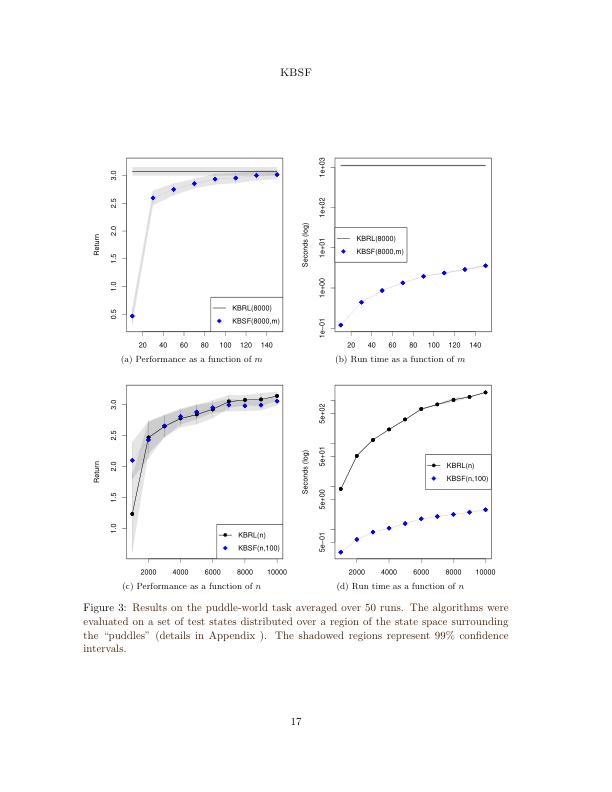 KBSF
3.0
2.5
2.0
1.5
1.0
0.5
Return
KBRL(8000)
KBSF(8000,m)
20 40 60 80 100 120 140
(a) Performance as a function of m
1e+03
1e+02
1e+01
1e+00
1e−01
Seconds (log)
KBRL(8000)
KBSF(8000,m)
20 40 60 80 100 120 140
(b) Run time as a function of m
3.0
2.5
2.0
1.5
1.0
Return
KBRL(n)
KBSF(n,100)
2000 4000 6000 8000 10000
(c) Performance as a function of n
5e+02
5e+01
5e+00
5e−01
Seconds (log)
KBRL(n)
KBSF(n,100)
2000 4000 6000 8000 10000
(d) Run time as a function of n
Figure 3: Results on the puddle-world task averaged over 50 runs. The algorithms were
evaluated on a set of test states distributed over a region of the state space surrounding
the “puddles” (details in Appendix ). The shadowed regions represent 99% confidence
intervals.
17